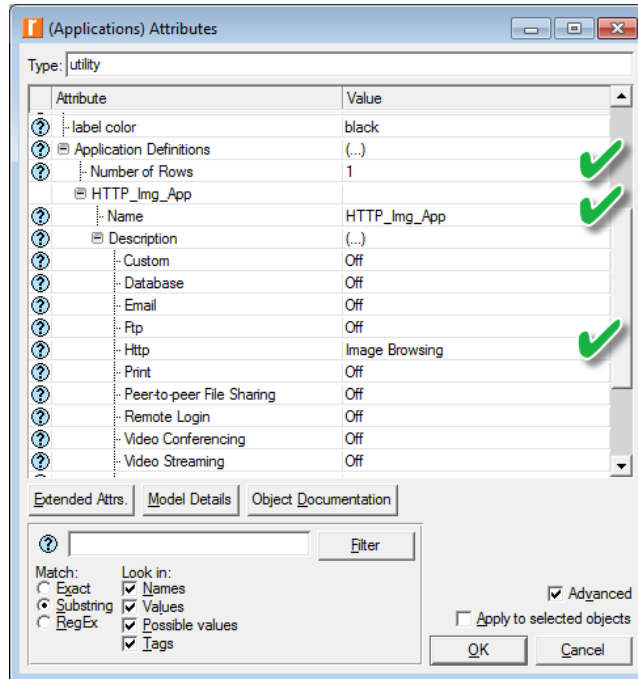 (Applications) Attributes
Type: utility
Attribute Value
label color black
Application Definitions (...)
Number of Rows 1
HTTP_Img_App
Name HTTP_Img_App
Description (...)
Custom Off
Database Off
Email Off
Ftp Off
Http Image Browsing
Print Off
Peer-to-peer File Sharing Off
Remote Login Off
Video Conferencing Off
Video Streaming Off
Extended Attrs. Model Details Object Documentation
Filter
Match: Look in:
Exact Names
Substring Values
RegEx Possible values
Tags
Advanced
Apply to selected objects
OK Cancel